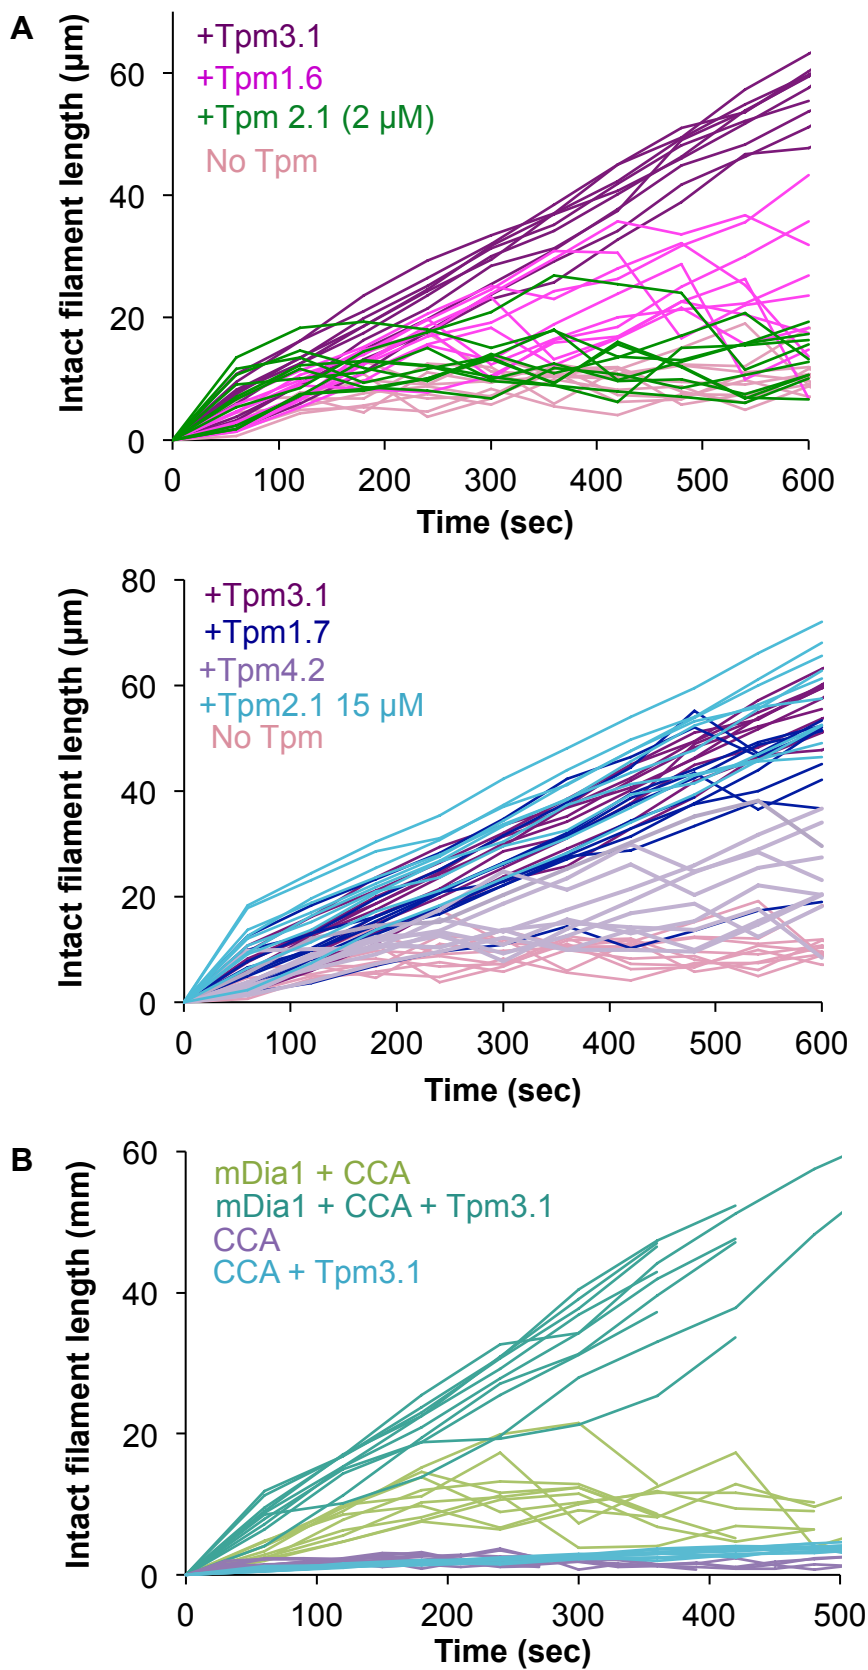 A
Intact filament length (μm)
+Tpm3.1
+Tpm1.6
+Tpm 2.1 (2 μM)
No Tpm
60
40
20
0
0 100 200 300 400 500 600
Time (sec)
Intact filament length (μm)
+Tpm3.1
+Tpm1.7
+Tpm4.2
+Tpm2.1 15 μM
No Tpm
80
60
40
20
0
0 100 200 300 400 500 600
Time (sec)
B
Intact filament length (mm)
mDia1 + CCA
mDia1 + CCA + Tpm3.1
CCA
CCA + Tpm3.1
60
40
20
0
0 100 200 300 400 500
Time (sec)